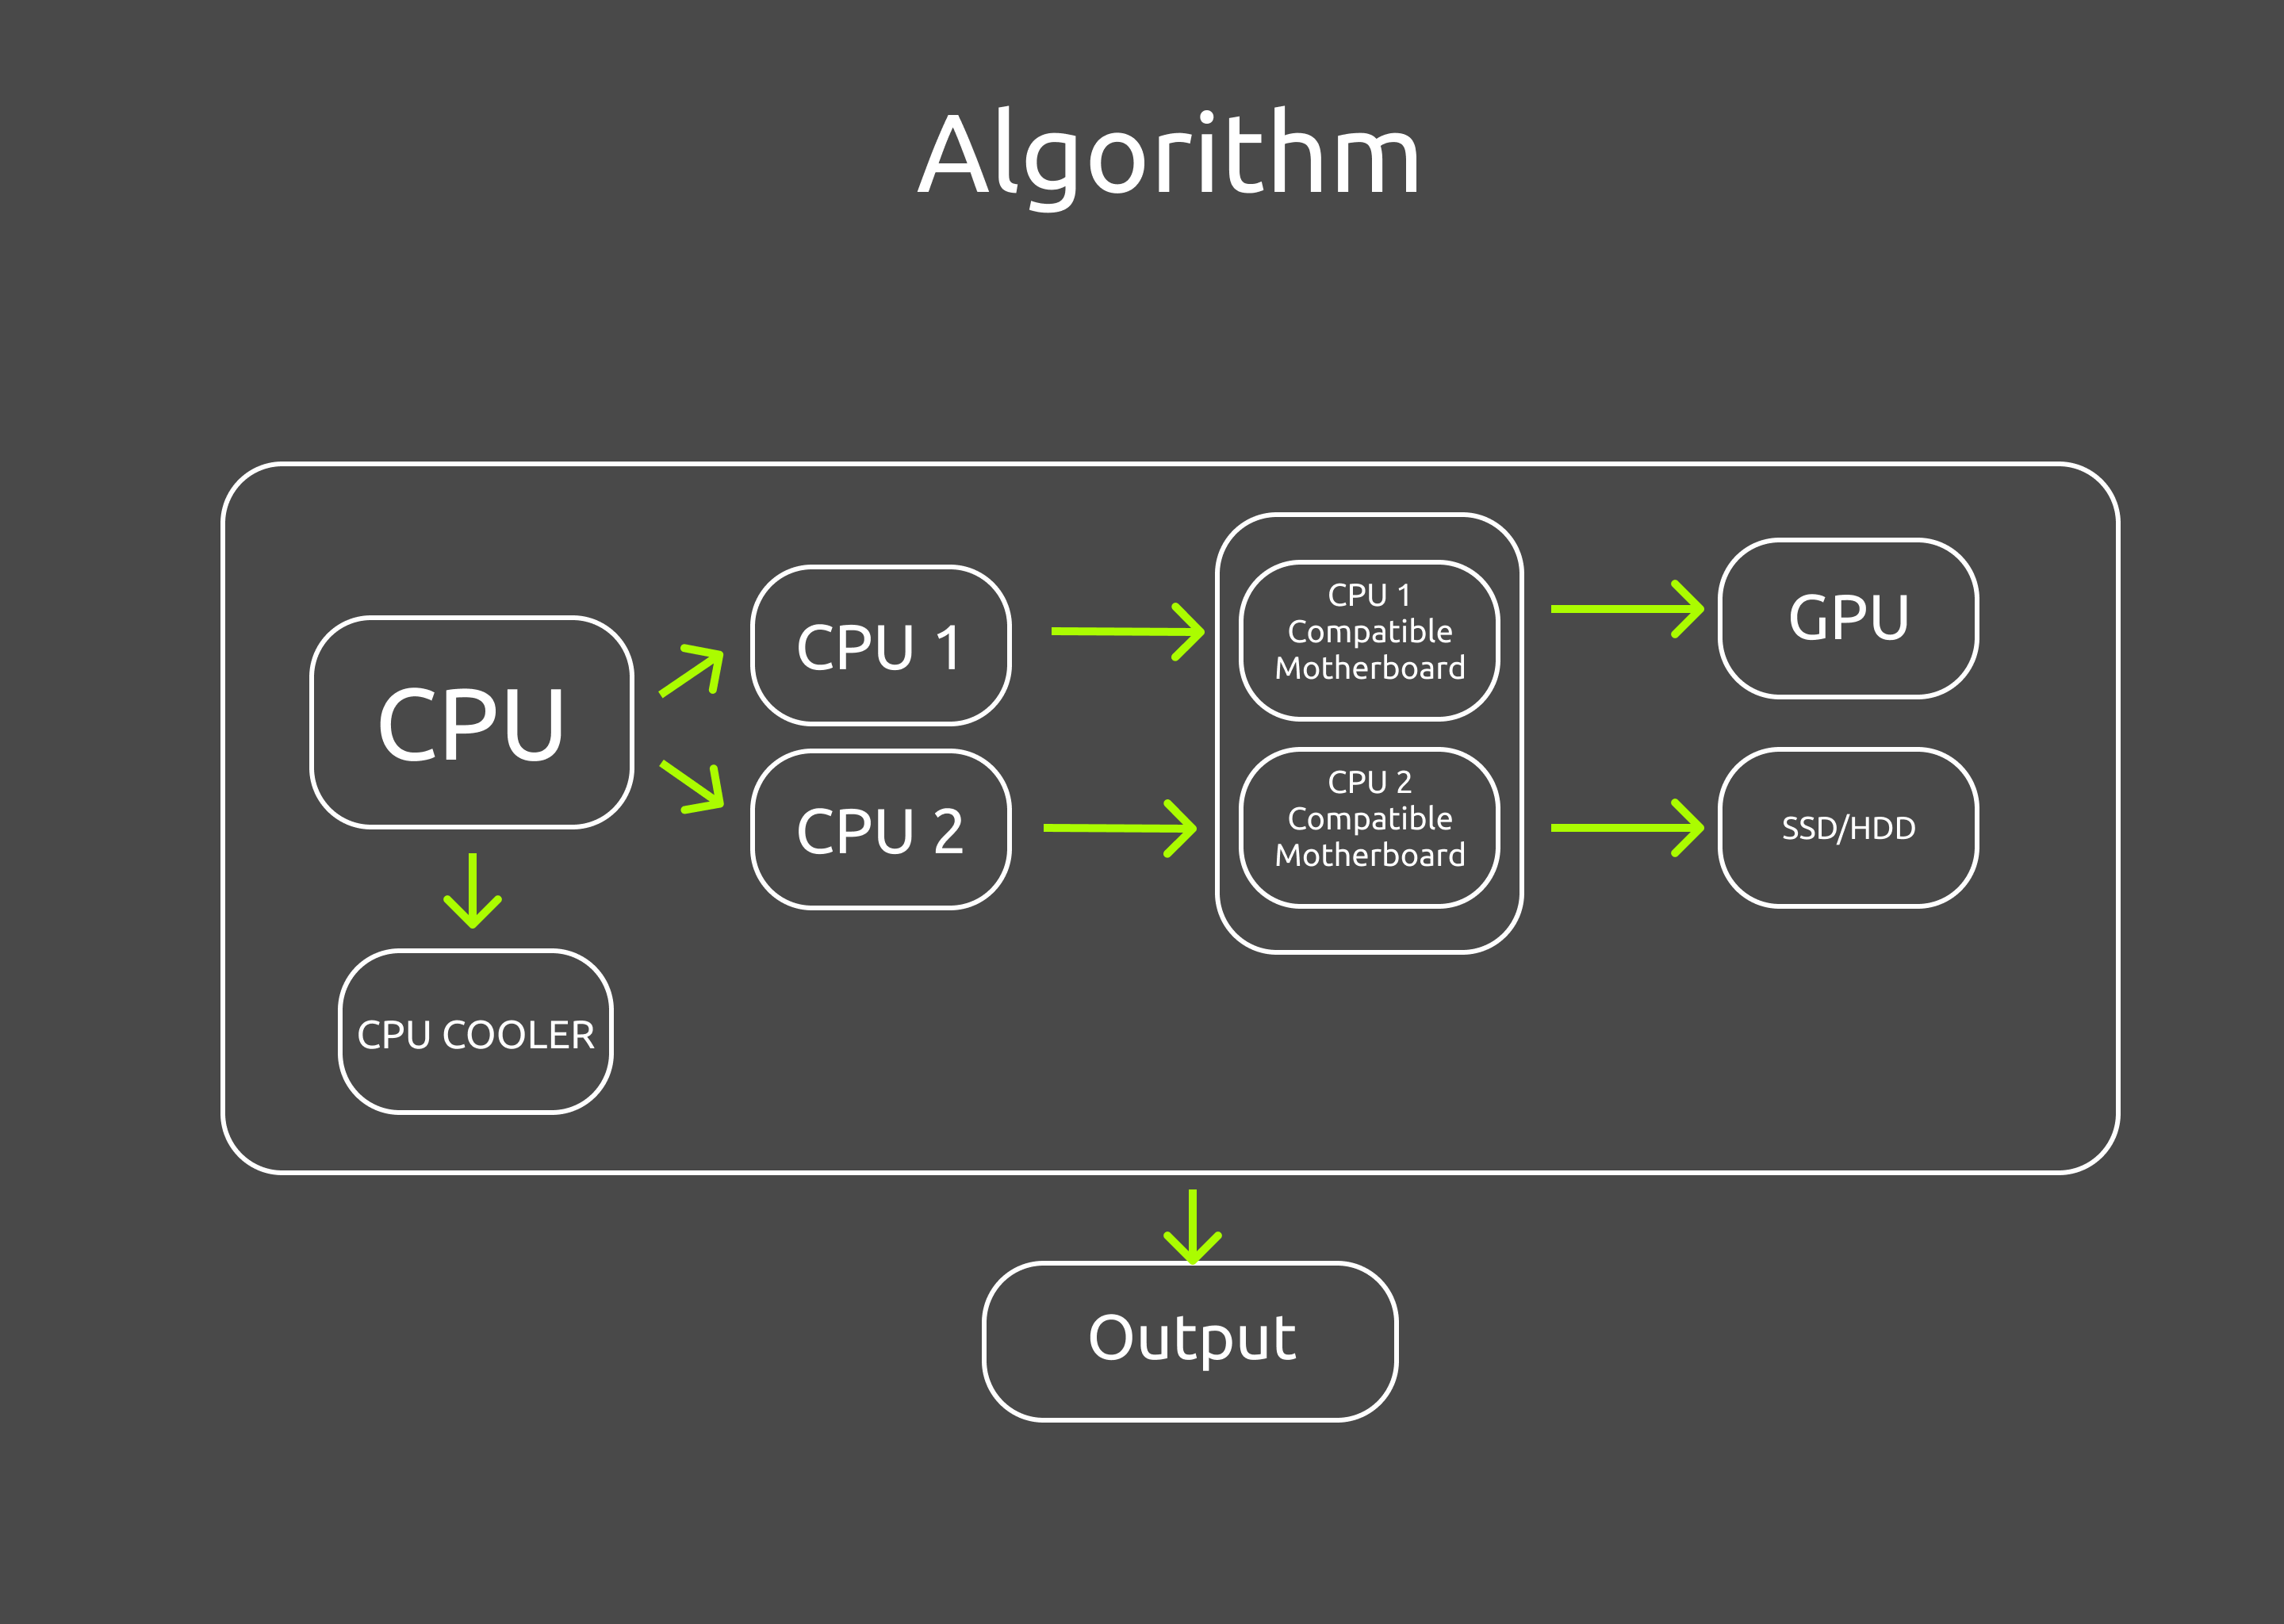 Algorithm
CPU
CPU 1
CPU 2
CPU 1
Compatible
Motherboard
CPU 2
Compatible
Motherboard
GPU
SSD/HDD
CPU COOLER
Output